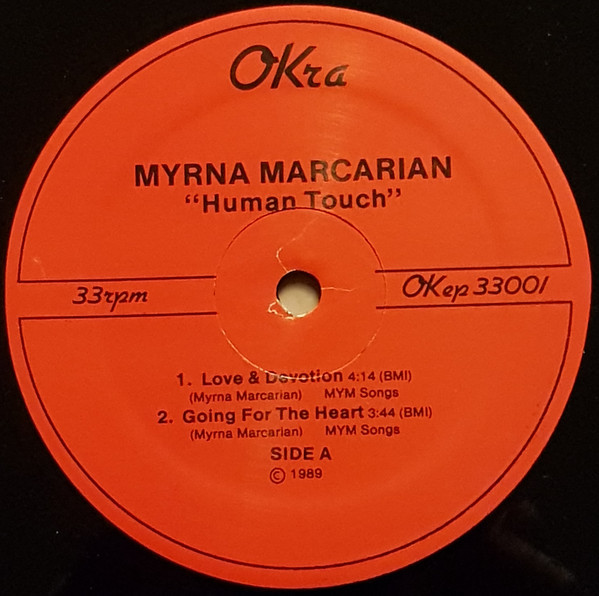 OKra
MYRNA MARCARIAN
“Human Touch”
33rpm
OKep 33001
1. Love & Devotion 4:14 (BMI)
(Myrna Marcarian) MYM Songs
2. Going For The Heart 3:44 (BMI)
(Myrna Marcarian) MYM Songs
SIDE A
© 1989